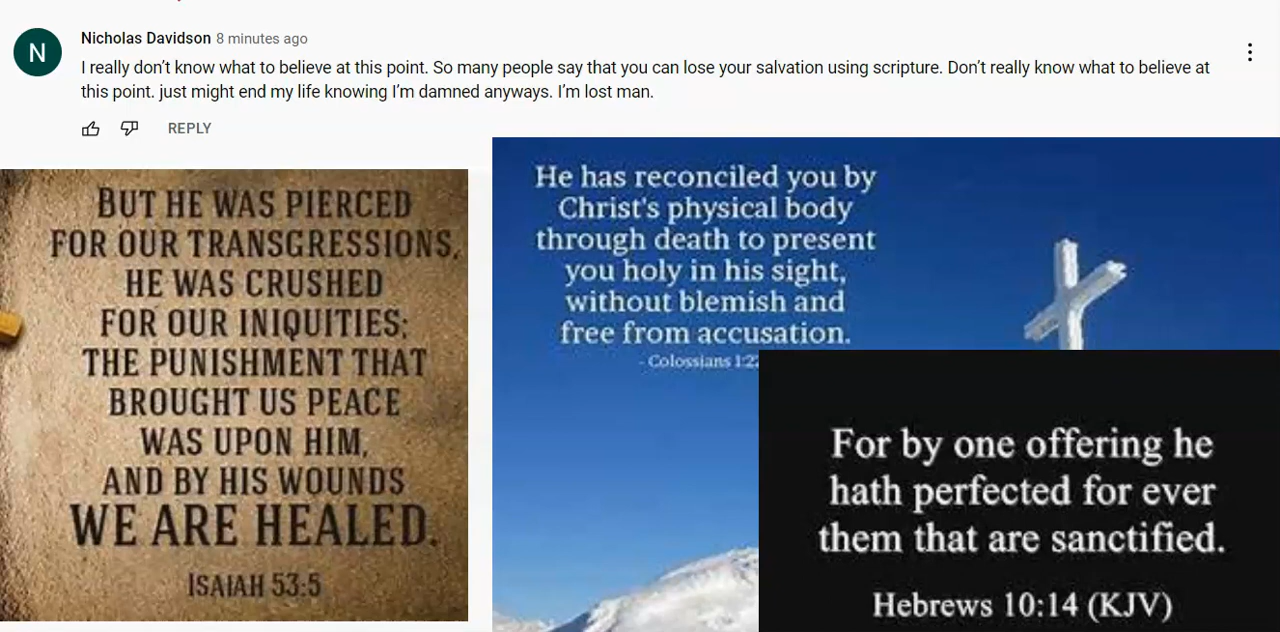 N
Nicholas Davidson 8 minutes ago
I really don't know what to believe at this point. So many people say that you can lose your salvation using scripture. Don't really know what to believe at
this point. just might end my life knowing I'm damned anyways. I'm lost man.
REPLY
BUT HE WAS PIERCED
FOR OUR TRANSGRESSIONS,
HE WAS CRUSHED
FOR OUR INIQUITIES;
THE PUNISHMENT THAT
BROUGHT US PEACE
WAS UPON HIM,
AND BY HIS WOUNDS
WE ARE HEALED.
ISAIAH 53:5
He has reconciled you by
Christ's physical body
through death to present
you holy in his sight,
without blemish and
free from accusation.
- Colossians 1:22
For by one offering he
hath perfected for ever
them that are sanctified.
Hebrews 10:14 (KJV)